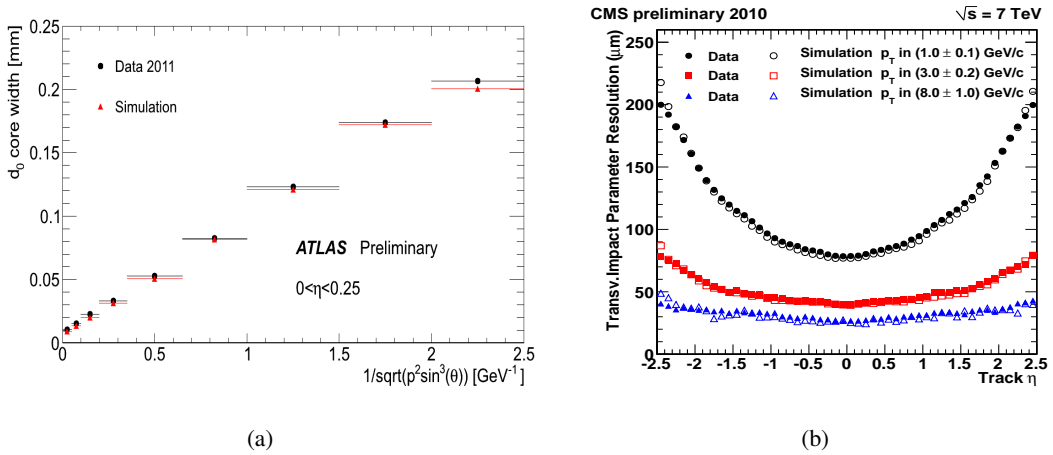 0.25
0.2
0.15
0.1
0.05
0
0 0.5 1 1.5 2 2.5
d₀ core width [mm]
Data 2011
Simulation
ATLAS Preliminary
0<η<0.25
1/sqrt(p²sin³(θ)) [GeV⁻¹]
(a)
CMS preliminary 2010 √s = 7 TeV
Transv.Impact Parameter Resolution (μm)
250
200
150
100
50
0
Data Simulation p_T in (1.0 ± 0.1) GeV/c
Data Simulation p_T in (3.0 ± 0.2) GeV/c
Data Simulation p_T in (8.0 ± 1.0) GeV/c
-2.5 -2 -1.5 -1 -0.5 0 0.5 1 1.5 2 2.5
Track η
(b)